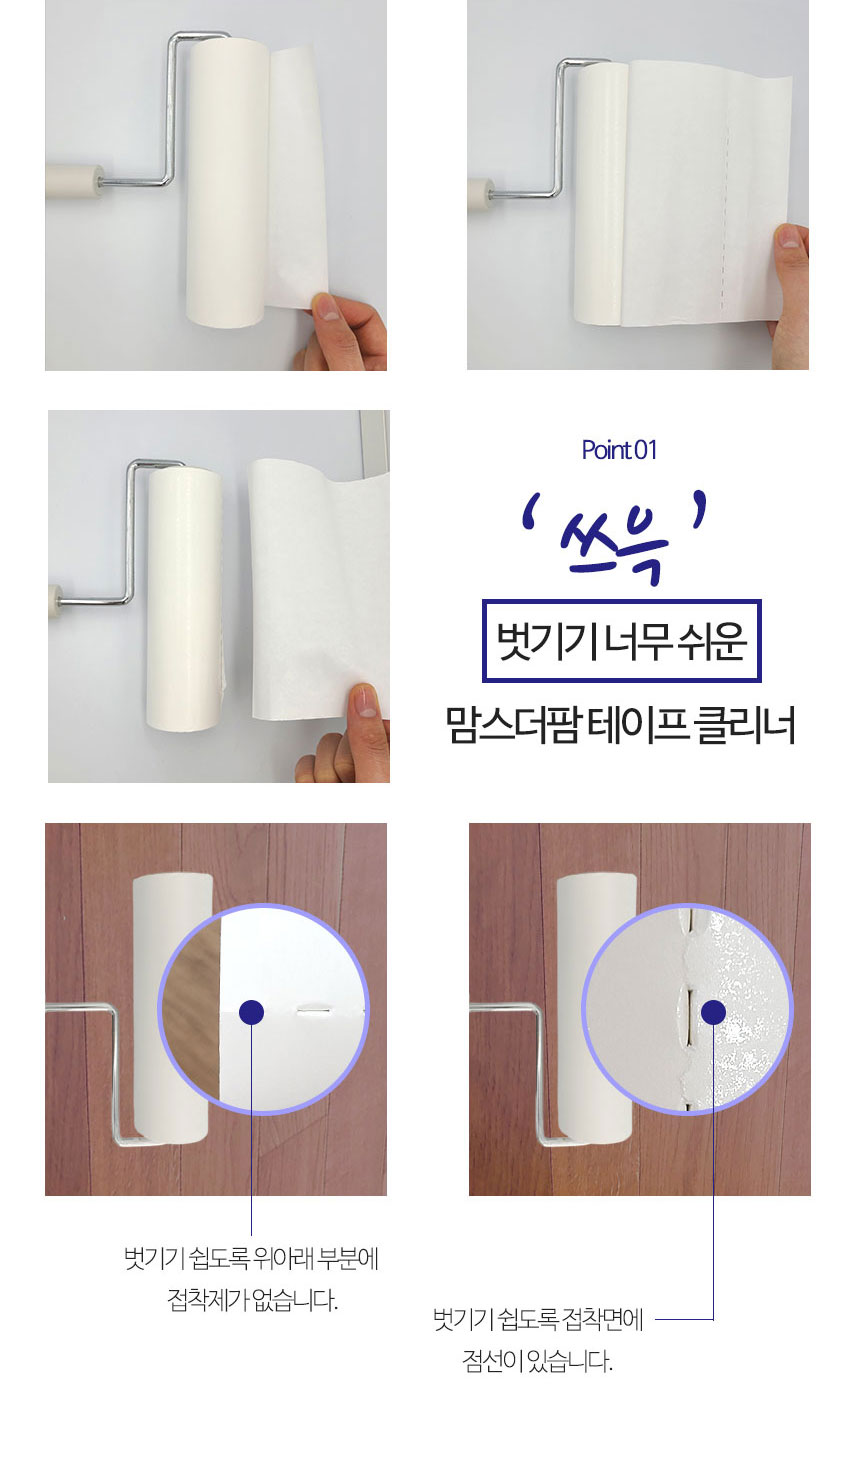 Point 01
‘쓰윽’
벗기기 너무 쉬운
맘스더팜 테이프 클리너
벗기기 쉽도록 위아래 부분에
접착제가 없습니다.
벗기기 쉽도록 접착면에
점선이 있습니다.